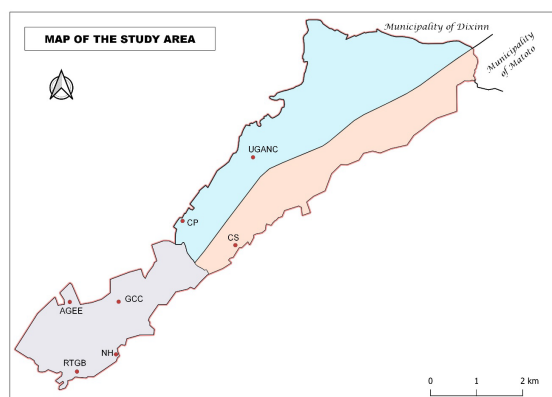 MAP OF THE STUDY AREA
Municipality of Dixinn
Municipality
of Matoto
UGANC
CP
CS
AGEE
GCC
NH
RTGB
0 1 2 km